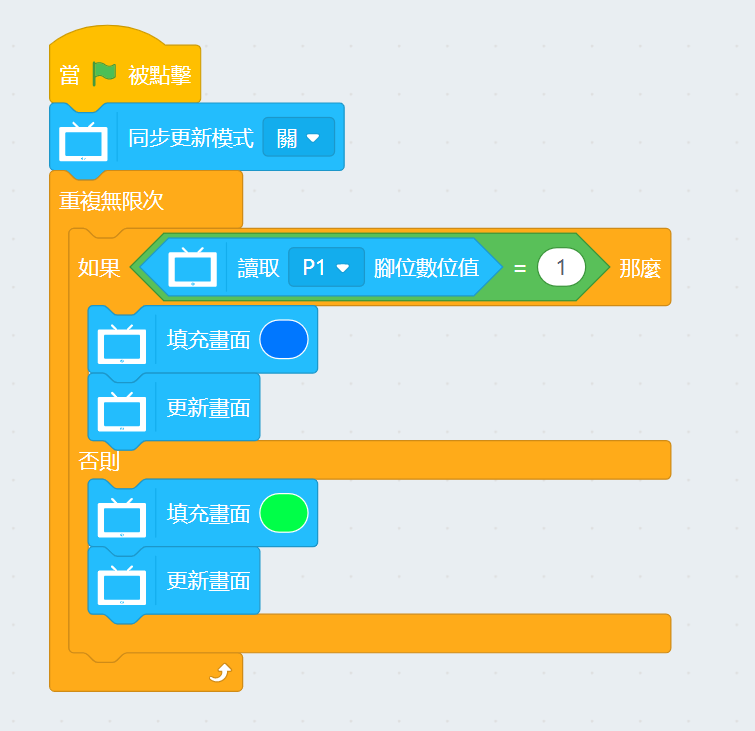 當 被點擊
同步更新模式 關
重複無限次
如果 讀取 P1 腳位數位值 = 1 那麼
填充畫面
更新畫面
否則
填充畫面
更新畫面